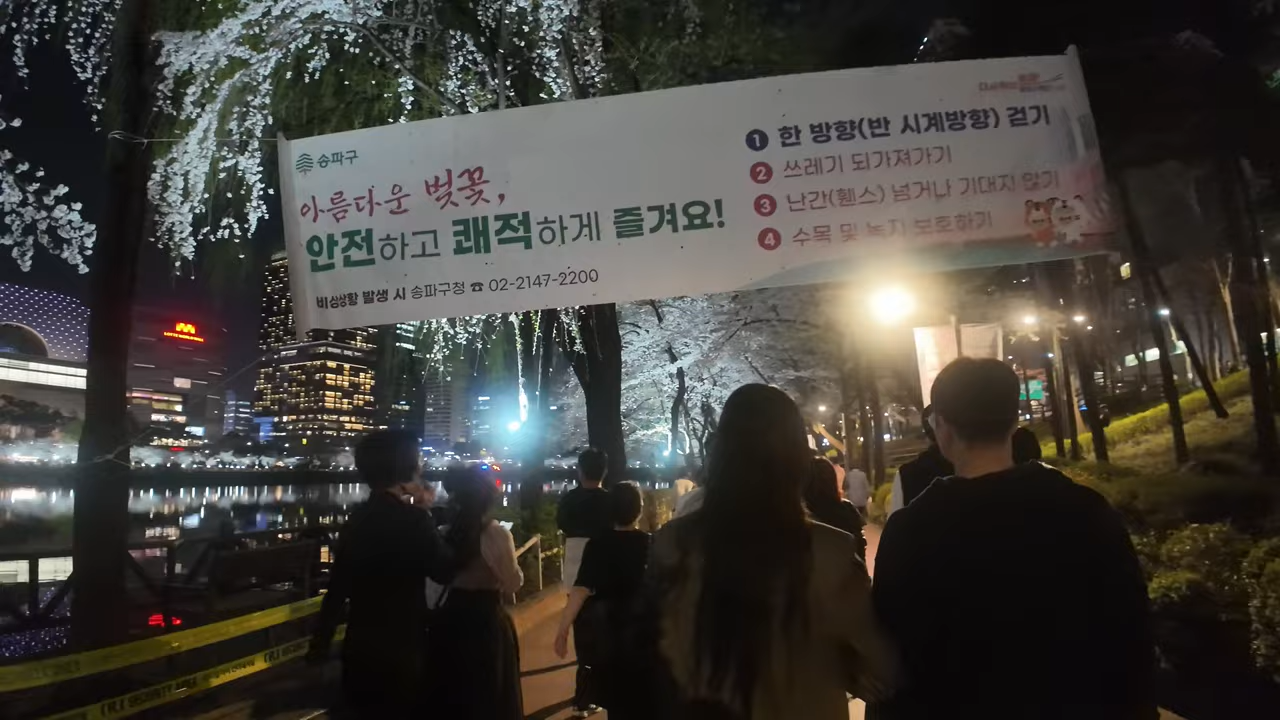 송파구
아름다운 벚꽃,
안전하고 쾌적하게 즐겨요!
비상상황 발생 시 송파구청 ☎ 02-2147-2200
1 한 방향(반 시계방향) 걷기
2 쓰레기 되가져가기
3 난간(휀스) 넘거나 기대지 않기
4 수목 및 녹지 보호하기